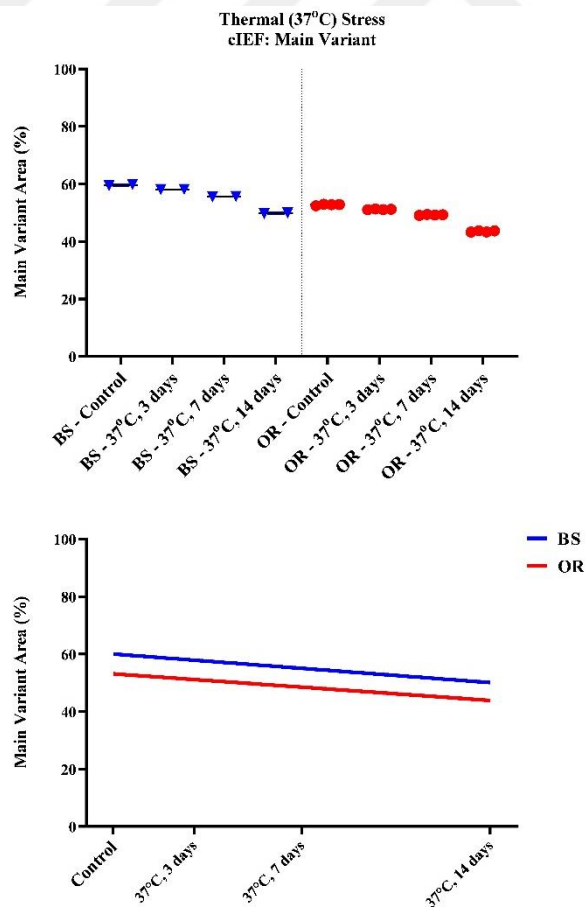 Thermal (37°C) Stress
cIEF: Main Variant
Main Variant Area (%)
100
80
60
40
20
0
BS - Control
BS - 37°C, 3 days
BS - 37°C, 7 days
BS - 37°C, 14 days
OR - Control
OR - 37°C, 3 days
OR - 37°C, 7 days
OR - 37°C, 14 days
Main Variant Area (%)
100
80
60
40
20
0
Control
37°C, 3 days
37°C, 7 days
37°C, 14 days
BS
OR